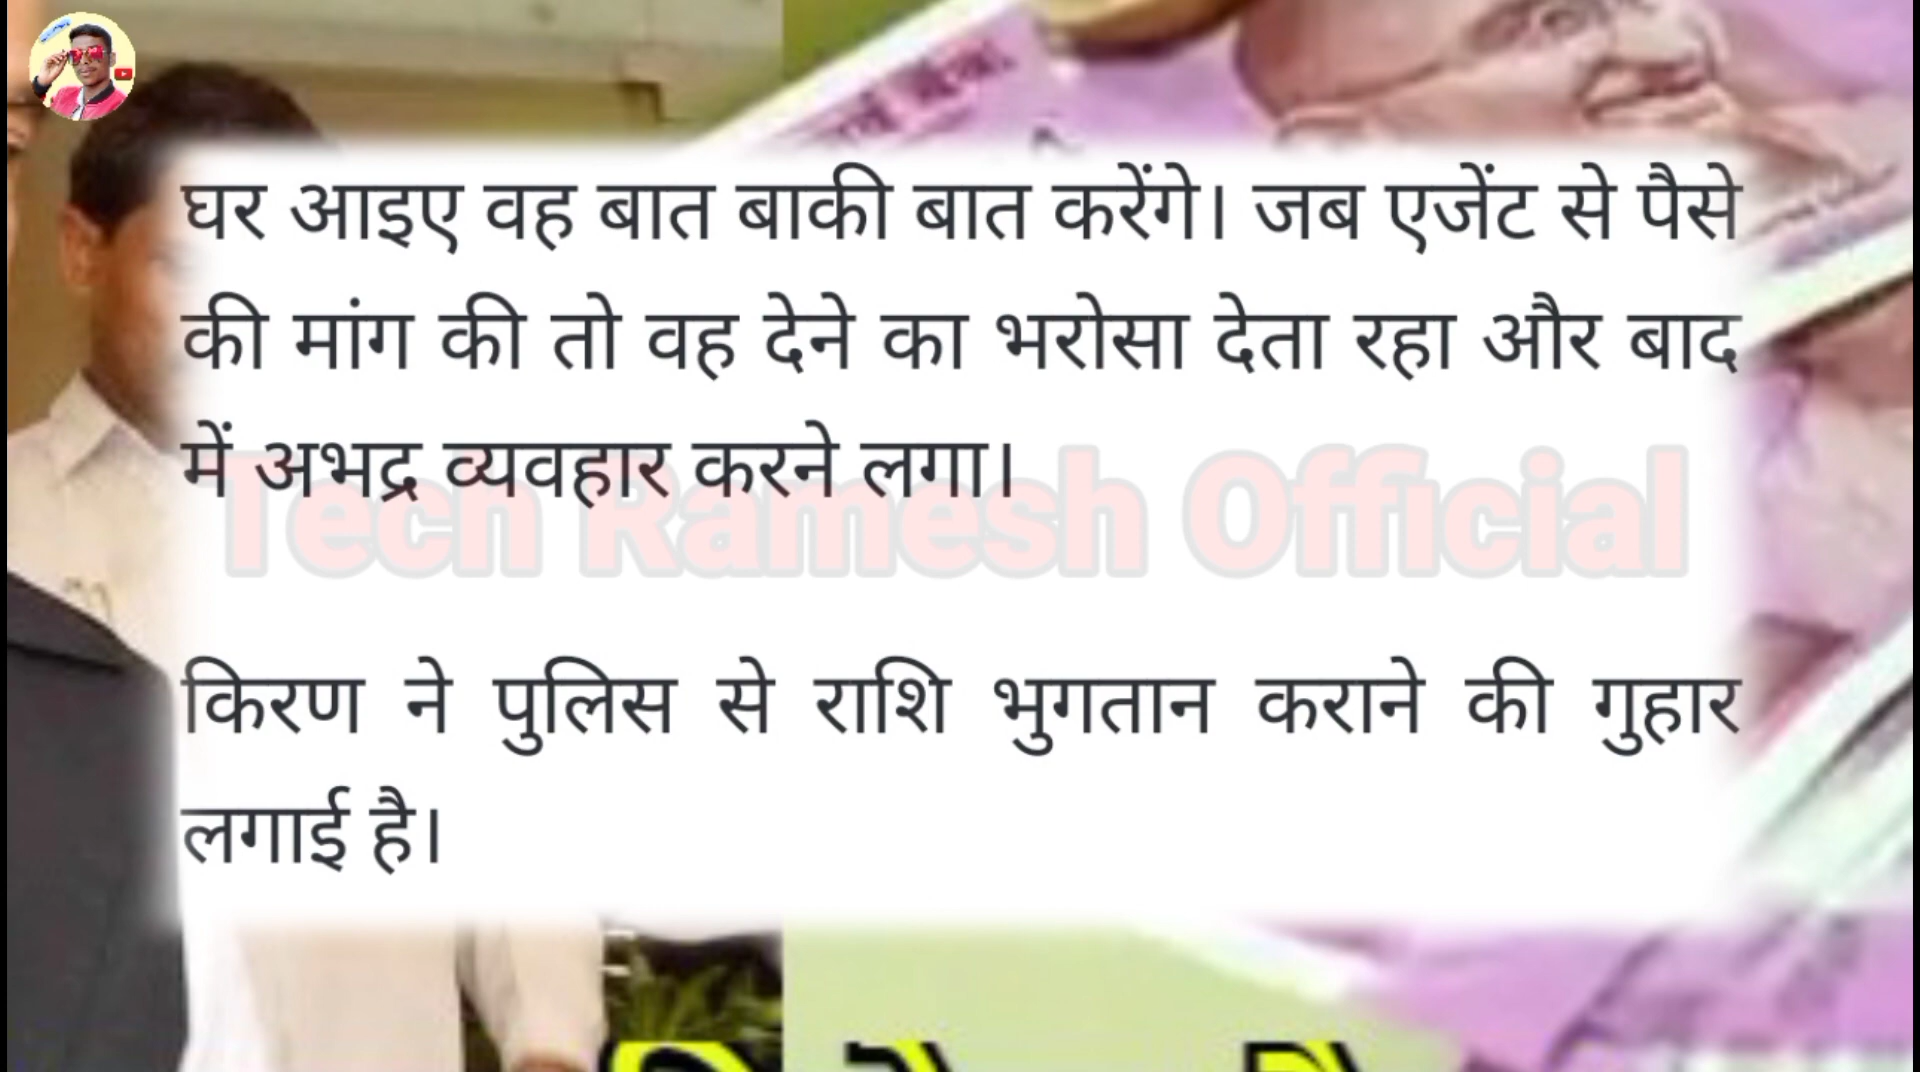 घर आइए वह बात बाकी बात करेंगे। जब एजेंट से पैसे
की मांग की तो वह देने का भरोसा देता रहा और बाद
में अभद्र व्यवहार करने लगा।
Tech Ramesh Official
किरण ने पुलिस से राशि भुगतान कराने की गुहार
लगाई है।